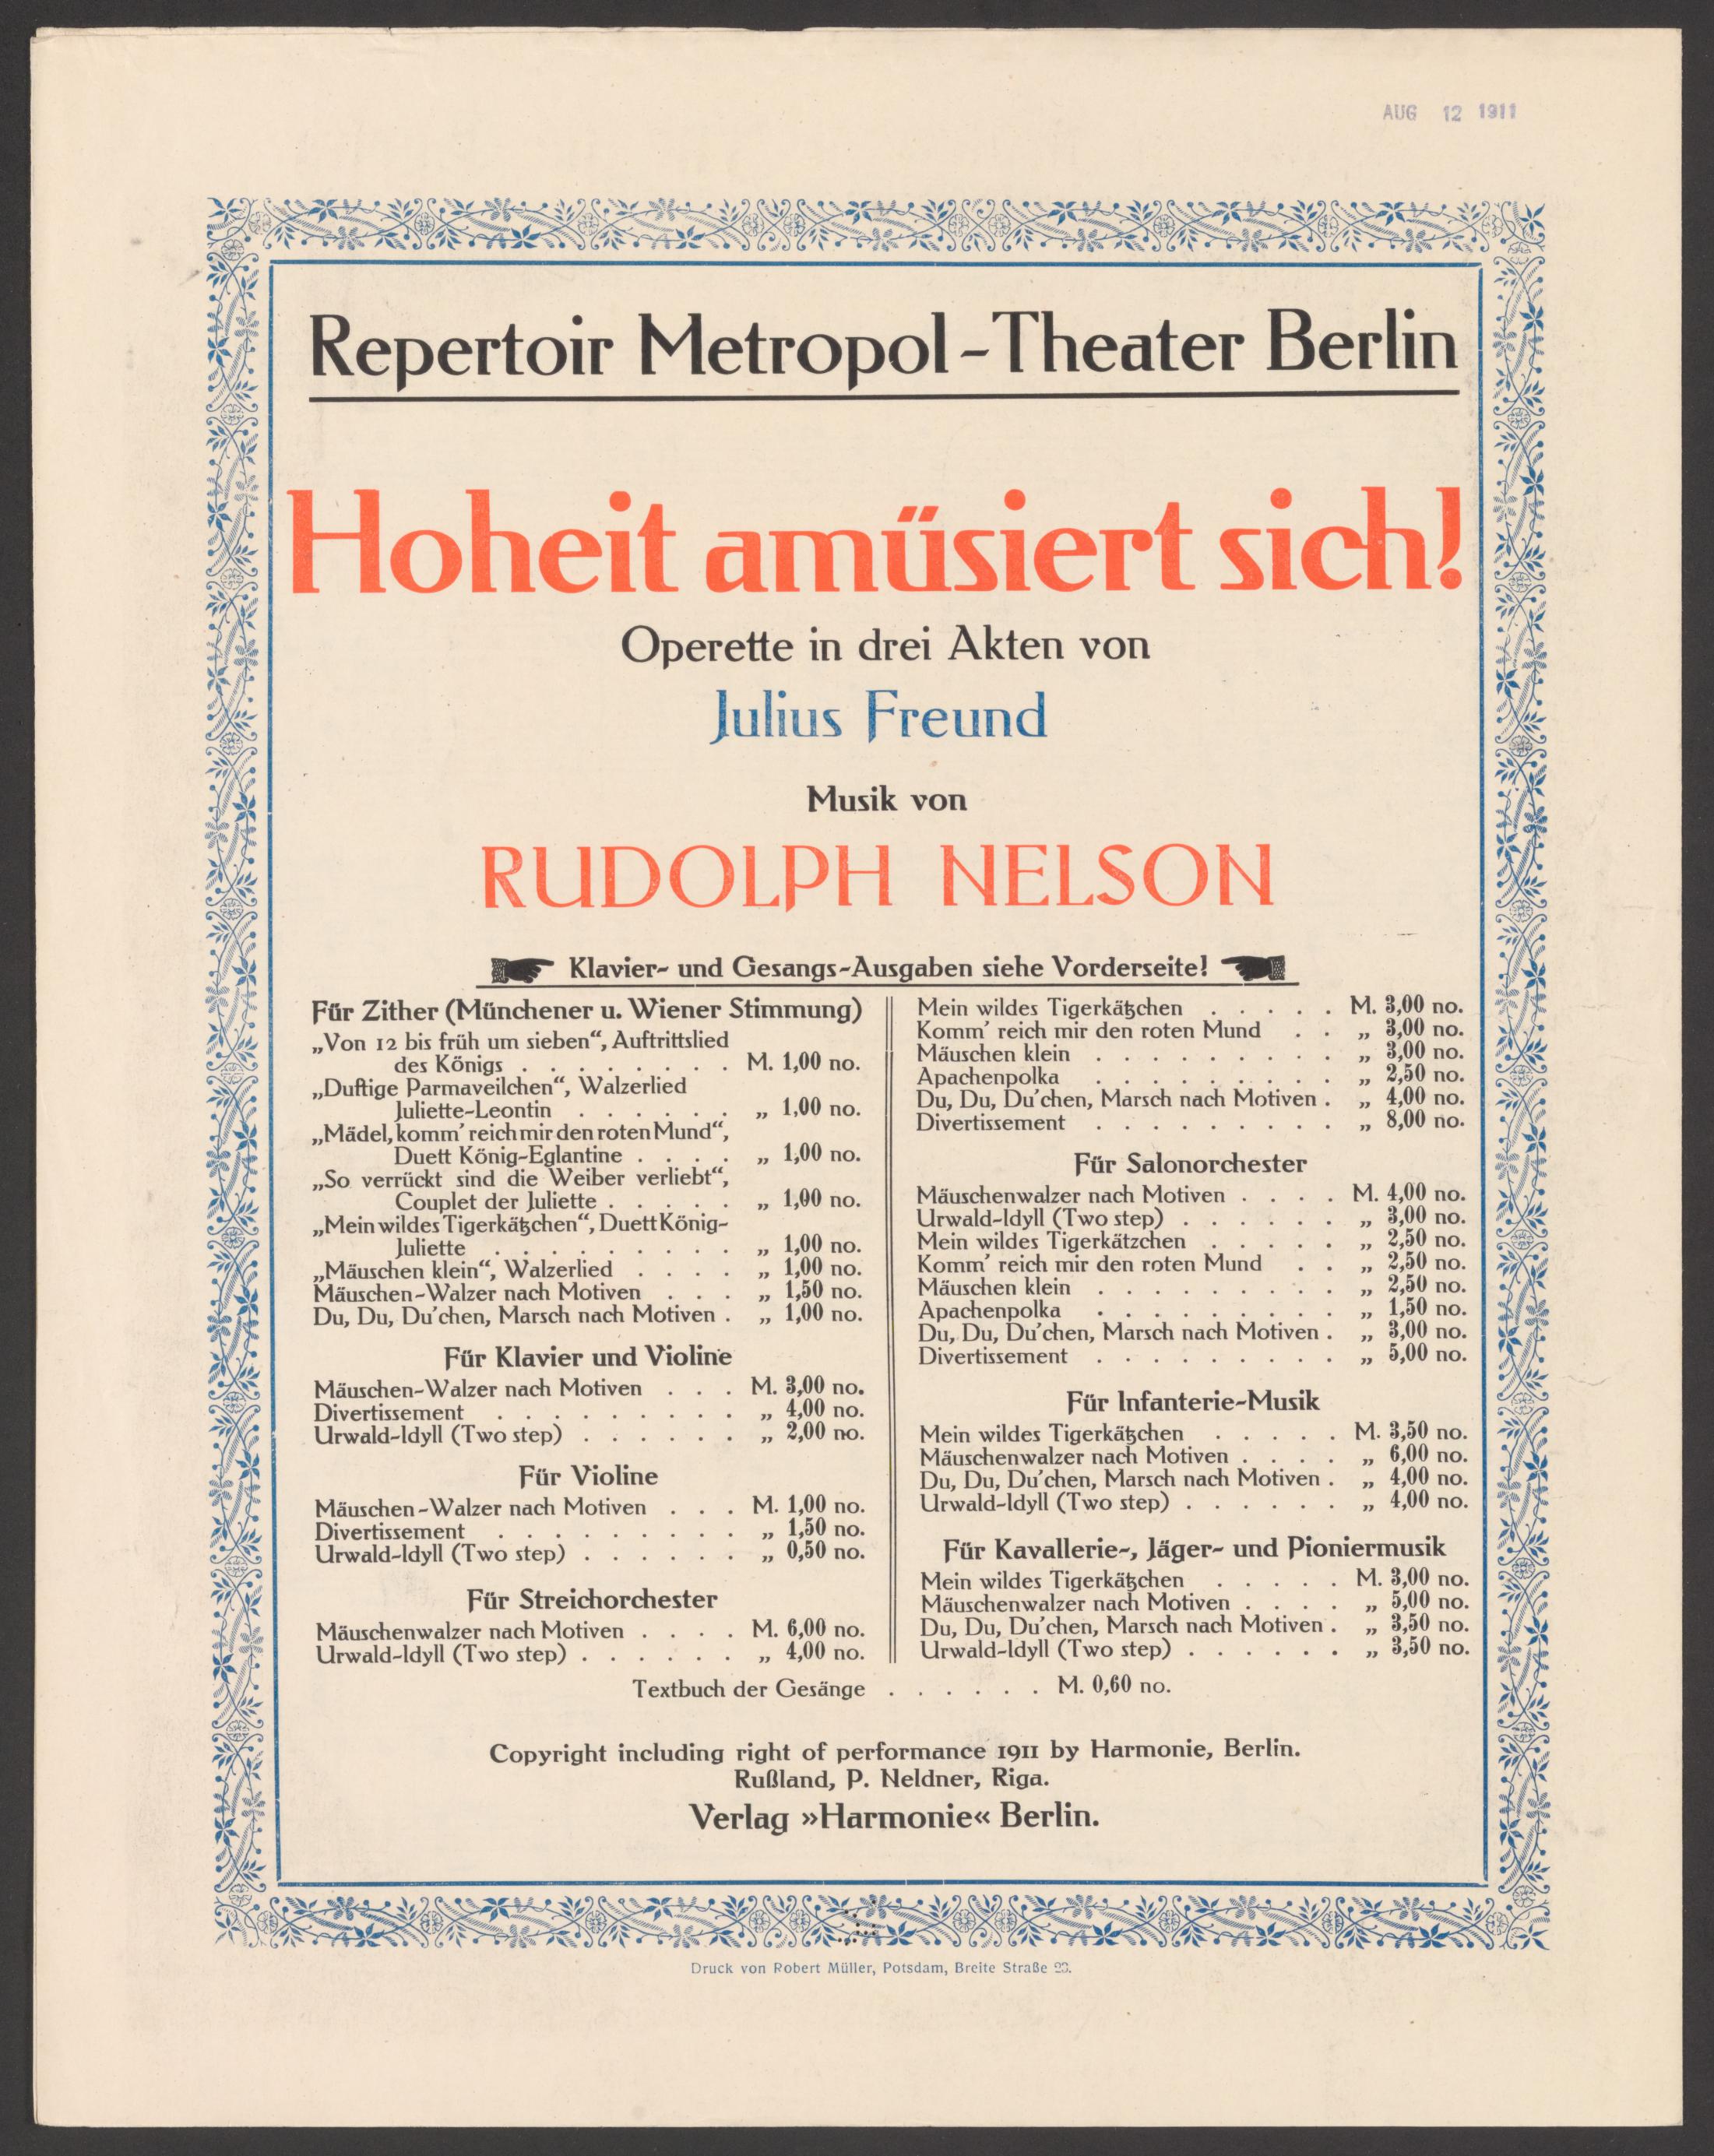 AUG 12 1911
Repertoir Metropol-Theater Berlin
Hoheit amüsiert sich!
Operette in drei Akten von
Julius Freund
Musik von
RUDOLPH NELSON
Klavier- und Gesangs-Ausgaben siehe Vorderseite!
Für Zither (Münchener u. Wiener Stimmung)
„Von 12 bis früh um sieben“, Auftrittslied
des Königs . . . . . . . . M. 1,00 no.
„Duftige Parmaveilchen“, Walzerlied
Juliette-Leontin . . . . . . „ 1,00 no.
„Mädel, komm’ reich mir den roten Mund“,
Duett König-Eglantine . . . . „ 1,00 no.
„So verrückt sind die Weiber verliebt“,
Couplet der Juliette . . . . . „ 1,00 no.
„Mein wildes Tigerkätzchen“, Duett König-
Juliette . . . . . . . . . „ 1,00 no.
„Mäuschen klein“, Walzerlied . . . . „ 1,00 no.
Mäuschen-Walzer nach Motiven . . . „ 1,50 no.
Du, Du, Du’chen, Marsch nach Motiven . „ 1,00 no.
Für Klavier und Violine
Mäuschen-Walzer nach Motiven . . . M. 3,00 no.
Divertissement . . . . . . . . . „ 4,00 no.
Urwald-Idyll (Two step) . . . . . . „ 2,00 no.
Für Violine
Mäuschen-Walzer nach Motiven . . . M. 1,00 no.
Divertissement . . . . . . . . . „ 1,50 no.
Urwald-Idyll (Two step) . . . . . . „ 0,50 no.
Für Streichorchester
Mäuschenwalzer nach Motiven . . . . M. 6,00 no.
Urwald-Idyll (Two step) . . . . . . „ 4,00 no.
Mein wildes Tigerkätzchen . . . . . M. 3,00 no.
Komm’ reich mir den roten Mund . . „ 3,00 no.
Mäuschen klein . . . . . . . . . „ 3,00 no.
Apachenpolka . . . . . . . . . „ 2,50 no.
Du, Du, Du’chen, Marsch nach Motiven . „ 4,00 no.
Divertissement . . . . . . . . . „ 8,00 no.
Für Salonorchester
Mäuschenwalzer nach Motiven . . . . M. 4,00 no.
Urwald-Idyll (Two step) . . . . . . „ 3,00 no.
Mein wildes Tigerkätzchen . . . . . „ 2,50 no.
Komm’ reich mir den roten Mund . . „ 2,50 no.
Mäuschen klein . . . . . . . . . „ 2,50 no.
Apachenpolka . . . . . . . . . „ 1,50 no.
Du, Du, Du’chen, Marsch nach Motiven . „ 3,00 no.
Divertissement . . . . . . . . . „ 5,00 no.
Für Infanterie-Musik
Mein wildes Tigerkätzchen . . . . . M. 3,50 no.
Mäuschenwalzer nach Motiven . . . . „ 6,00 no.
Du, Du, Du’chen, Marsch nach Motiven . „ 4,00 no.
Urwald-Idyll (Two step) . . . . . . „ 4,00 no.
Für Kavallerie-, Jäger- und Pioniermusik
Mein wildes Tigerkätzchen . . . . . M. 3,00 no.
Mäuschenwalzer nach Motiven . . . . „ 5,00 no.
Du, Du, Du’chen, Marsch nach Motiven . „ 3,50 no.
Urwald-Idyll (Two step) . . . . . . „ 3,50 no.
Textbuch der Gesänge . . . . . . M. 0,60 no.
Copyright including right of performance 1911 by Harmonie, Berlin.
Rußland, P. Neldner, Riga.
Verlag »Harmonie« Berlin.
Druck von Robert Müller, Potsdam, Breite Straße